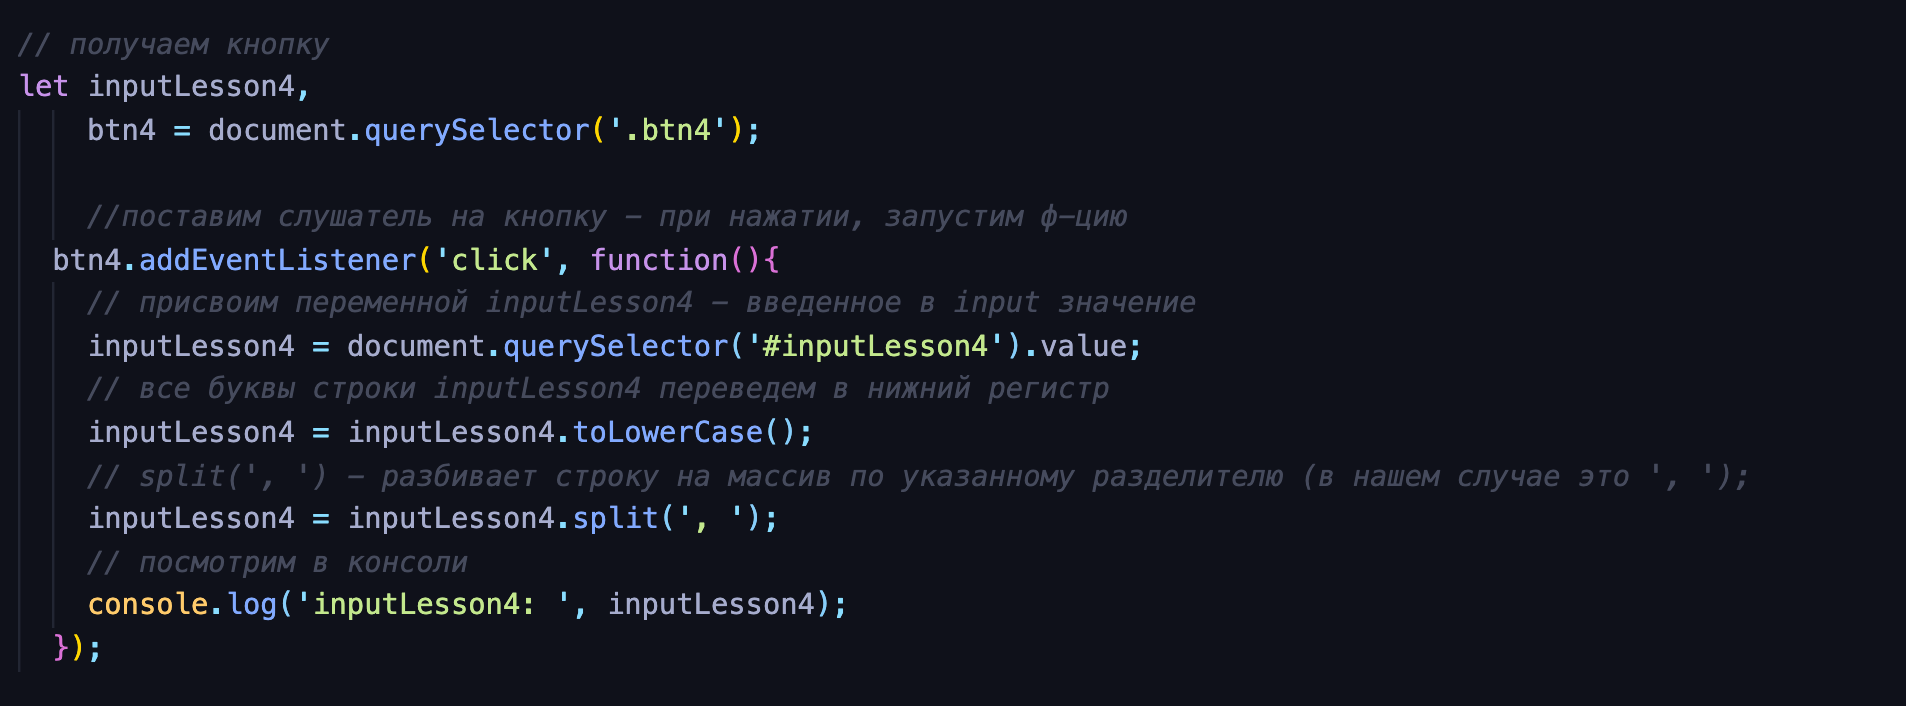 // получаем кнопку
let inputLesson4,
btn4 = document.querySelector('.btn4');
//поставим слушатель на кнопку – при нажатии, запустим ф–цию
btn4.addEventListener('click', function(){
// присвоим переменной inputLesson4 – введенное в input значение
inputLesson4 = document.querySelector('#inputLesson4').value;
// все буквы строки inputLesson4 переведем в нижний регистр
inputLesson4 = inputLesson4.toLowerCase();
// split(', ') – разбивает строку на массив по указанному разделителю (в нашем случае это ', ');
inputLesson4 = inputLesson4.split(', ');
// посмотрим в консоли
console.log('inputLesson4: ', inputLesson4);
});